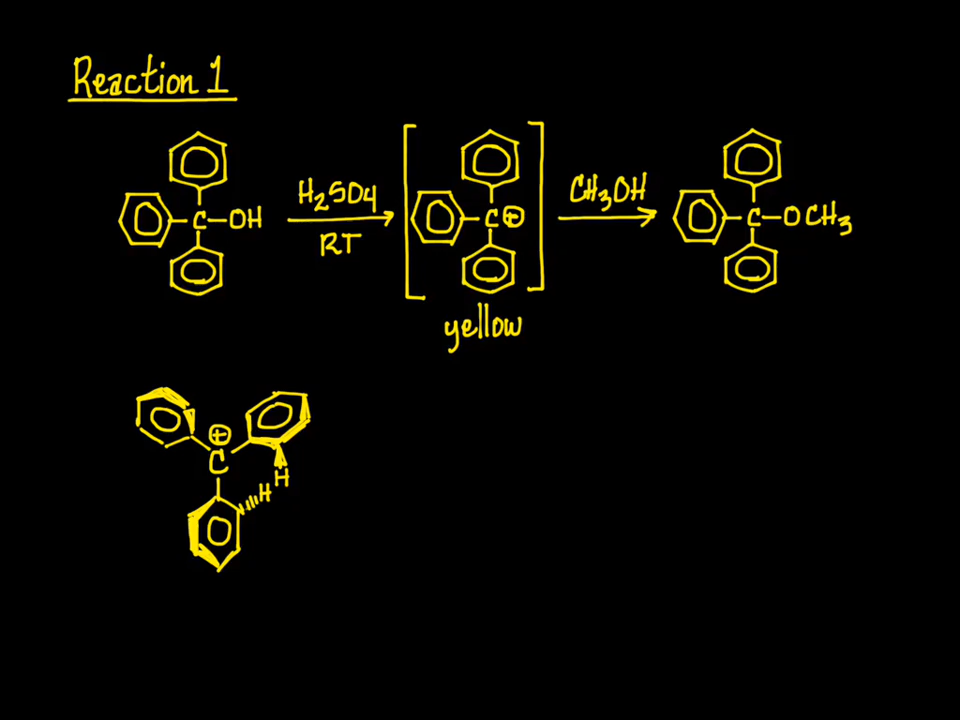 Reaction 1
C–OH
H₂SO₄
RT
C⊕
yellow
CH₃OH
C–OCH₃
⊕
C
H
H